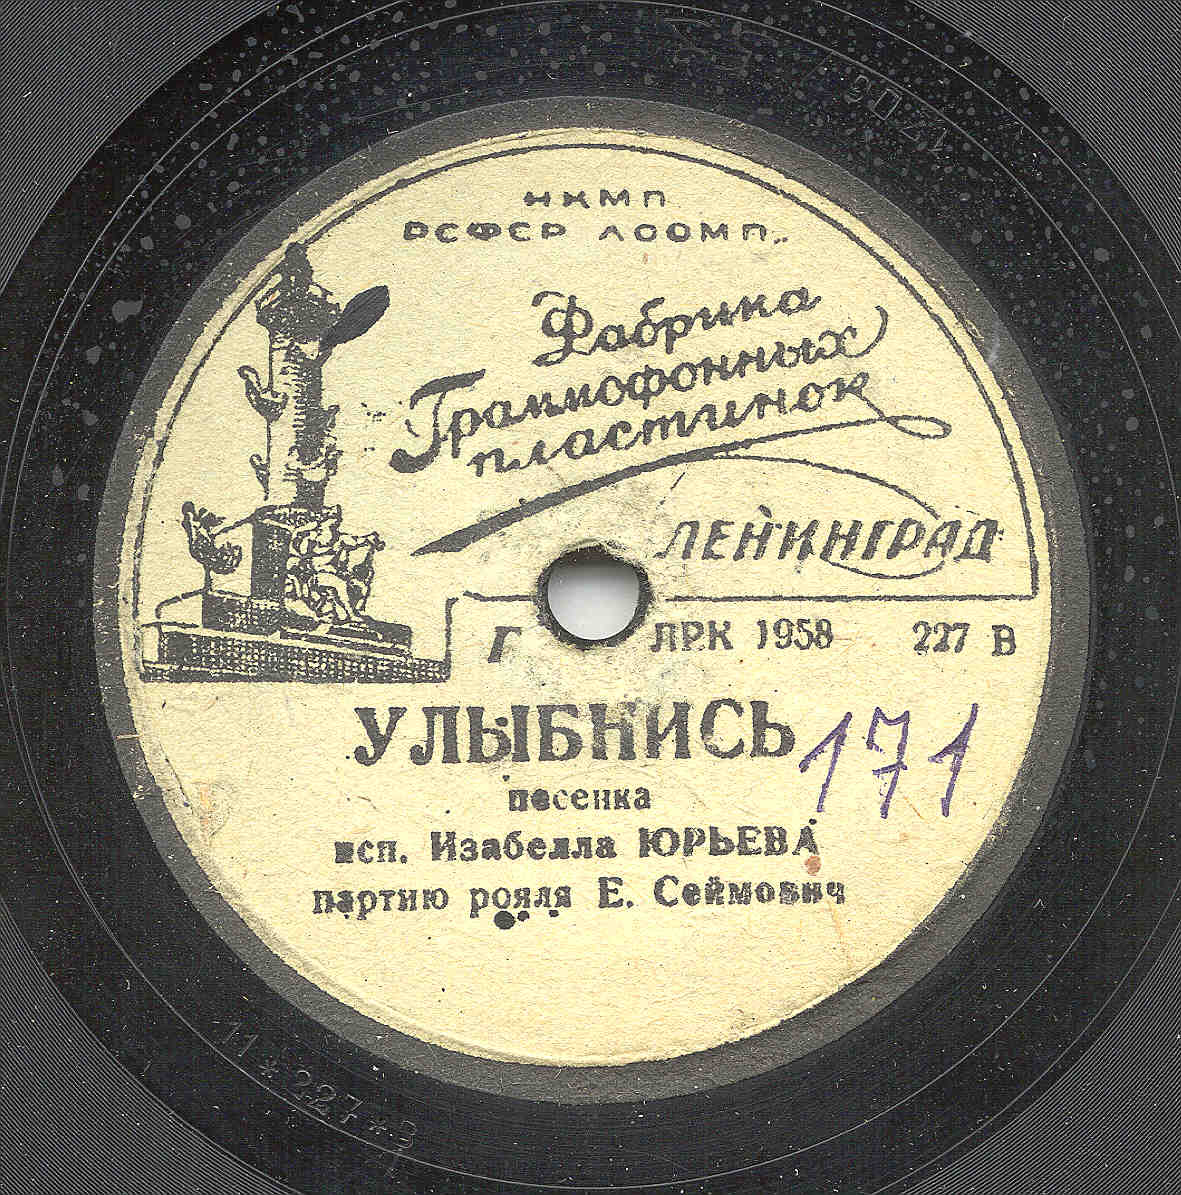 НКМП
РСФСР ЛООМП
Фабрика
Граммофонных
пластинок
ЛЕНИНГРАД
Г ЛРК 1958 227 В
УЛЫБНИСЬ
171
песенка
исп. Изабелла ЮРЬЕВА
партию рояля Е. Сеймович